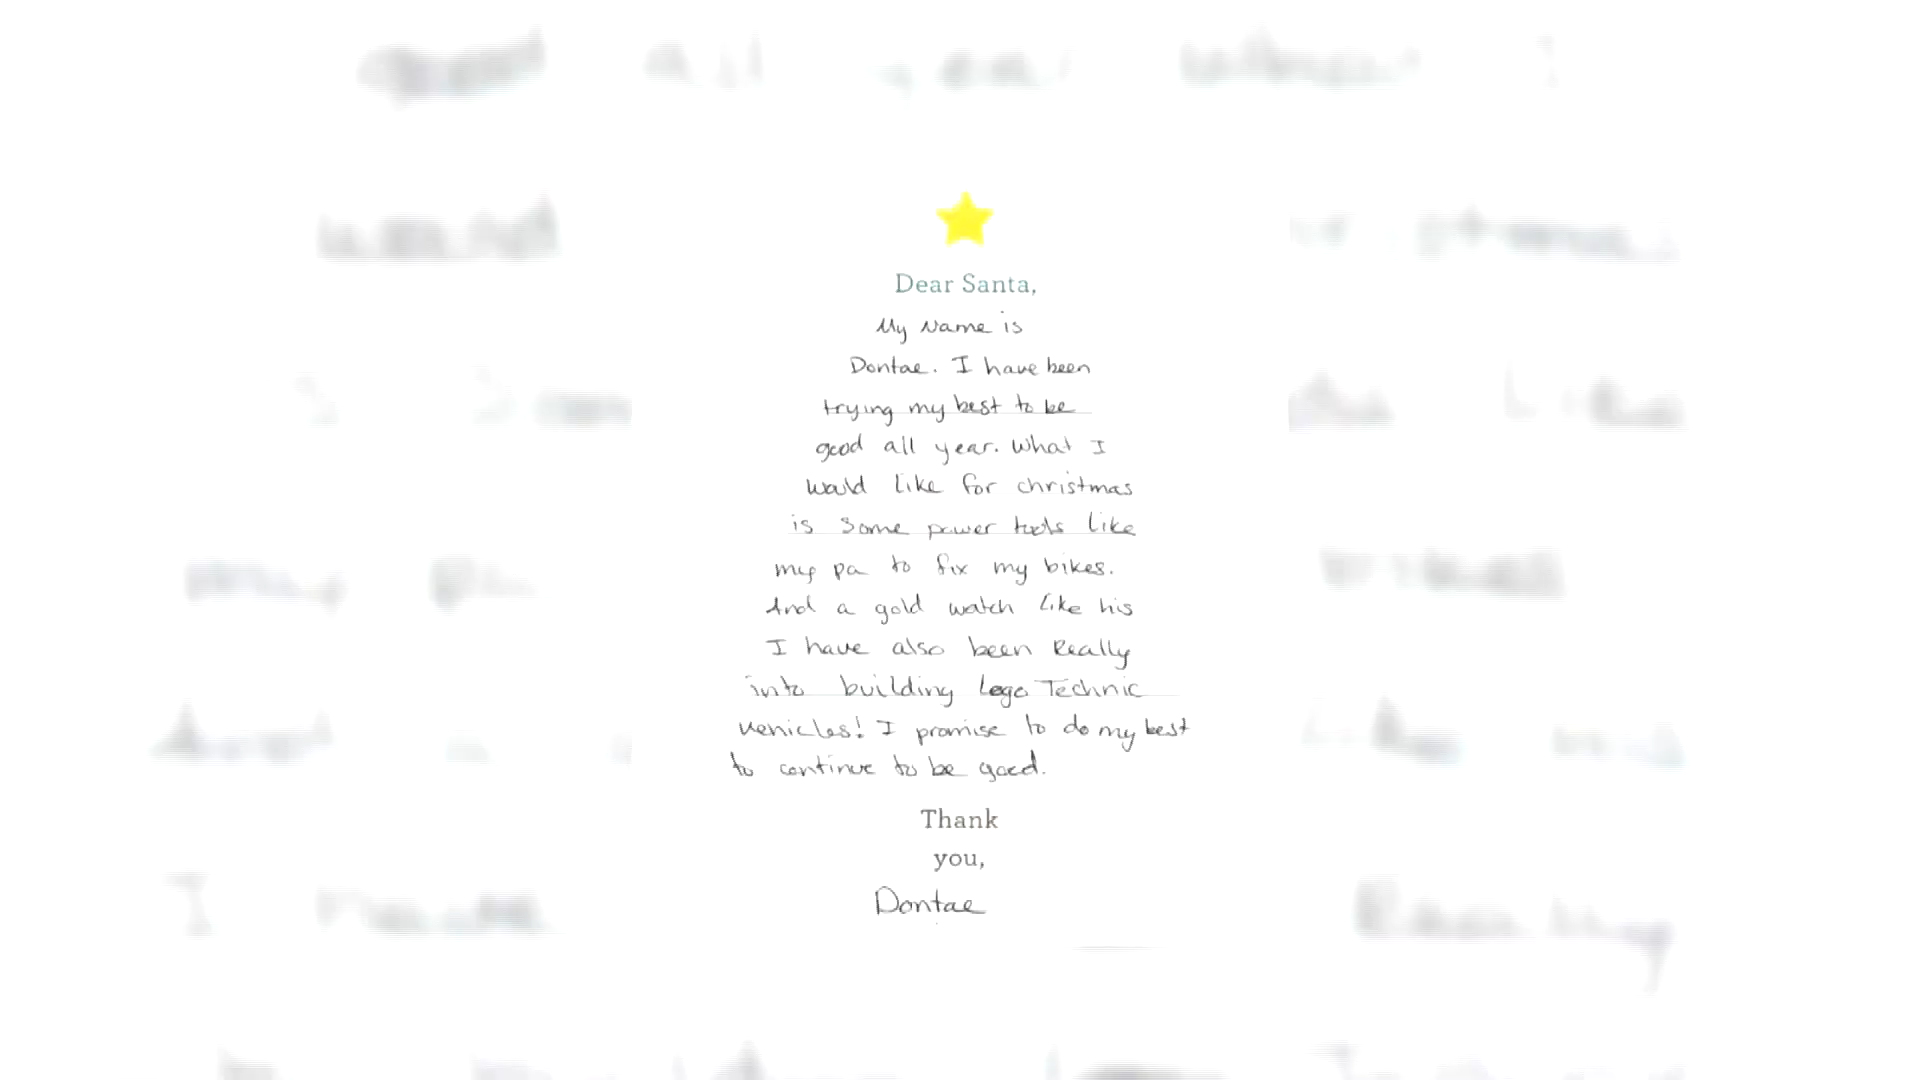 Dear Santa,
My Name is
Dontae. I have been
trying my best to be
good all year. What I
would like for christmas
is some power tools like
my pa to fix my bikes.
And a gold watch like his
I have also been Really
into building Lego Technic
vehicles! I promise to do my best
to continue to be good.
Thank
you,
Dontae